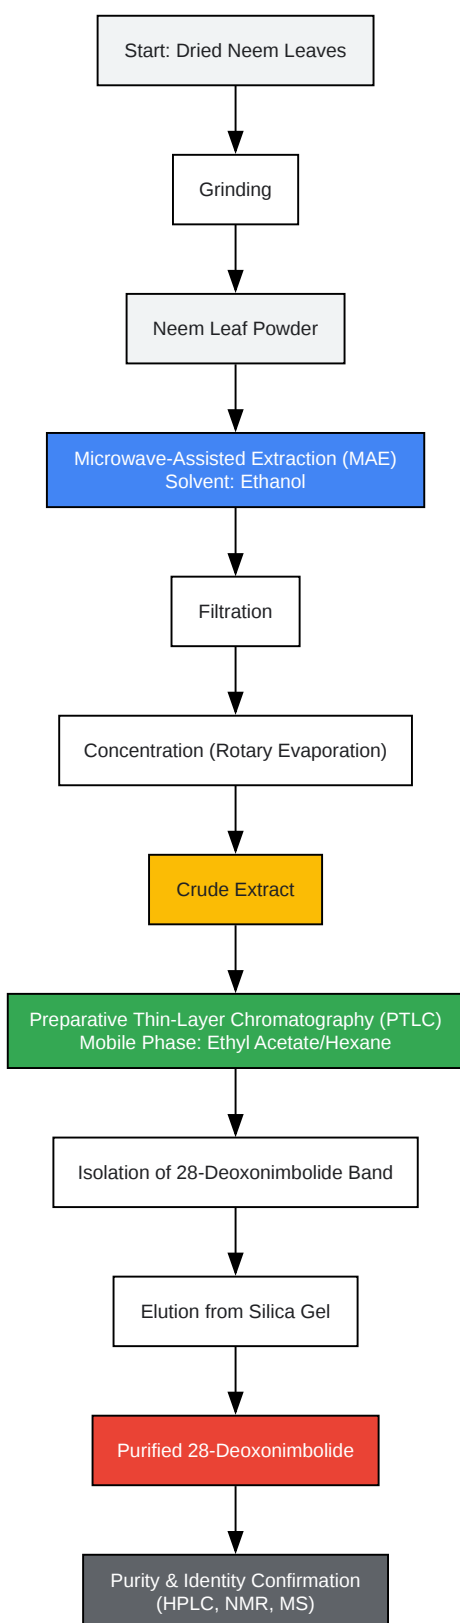 Start: Dried Neem Leaves
Grinding
Neem Leaf Powder
Microwave-Assisted Extraction (MAE)
Solvent: Ethanol
Filtration
Concentration (Rotary Evaporation)
Crude Extract
Preparative Thin-Layer Chromatography (PTLC)
Mobile Phase: Ethyl Acetate/Hexane
Isolation of 28-Deoxonimbolide Band
Elution from Silica Gel
Purified 28-Deoxonimbolide
Purity & Identity Confirmation
(HPLC, NMR, MS)